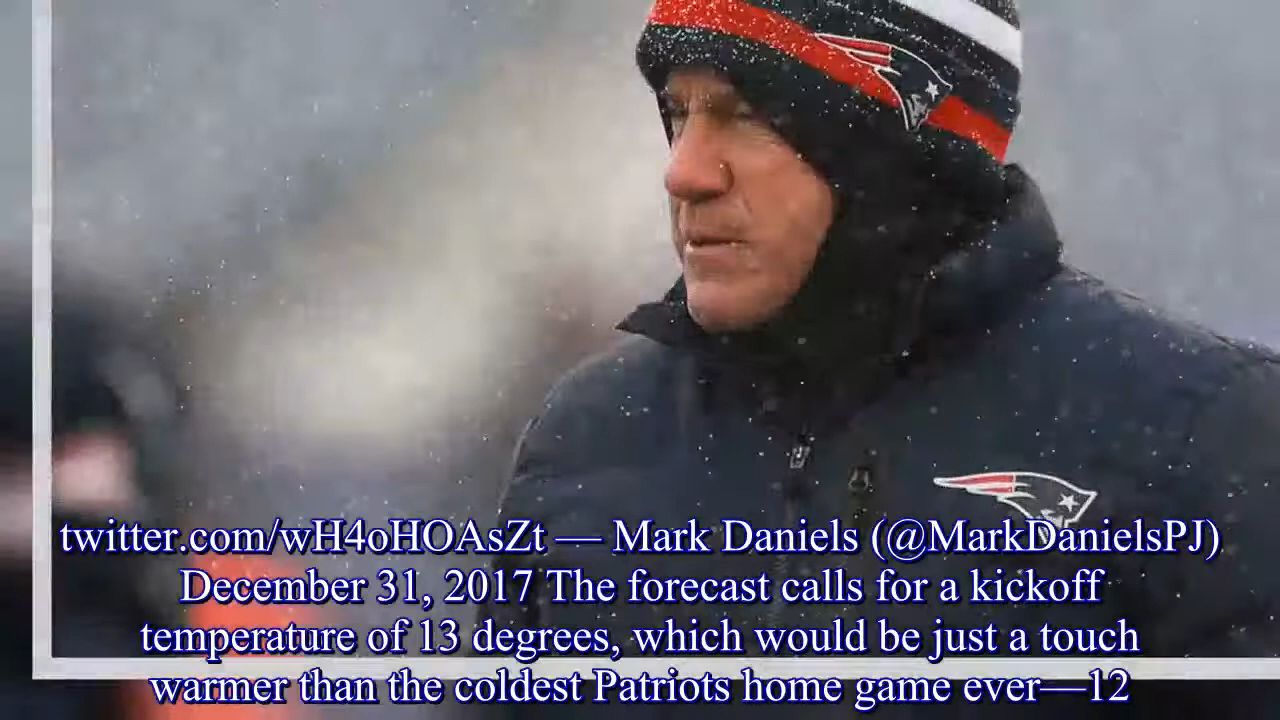 twitter.com/wH4oHOAsZt — Mark Daniels (@MarkDanielsPJ)
December 31, 2017 The forecast calls for a kickoff
temperature of 13 degrees, which would be just a touch
warmer than the coldest Patriots home game ever—12